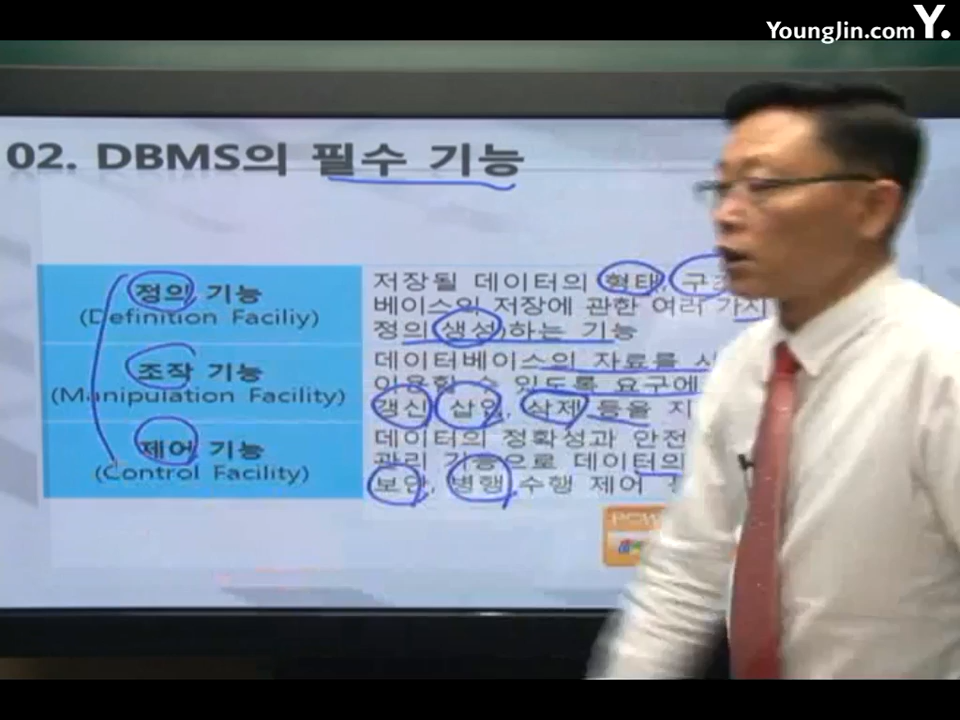 YoungJin.com Y.
02. DBMS의 필수 기능
정의 기능
(Definition Faciliy)
저장될 데이터의 형태, 구조
베이스의 저장에 관한 여러 가지
정의 생성하는 기능
조작 기능
(Manipulation Facility)
데이터베이스의 자료를
이용할 수 있도록 요구에
갱신, 삽입, 삭제 등을 지
제어 기능
(Control Facility)
데이터의 정확성과 안전
관리 기능으로 데이터의
보안, 병행 수행 제어